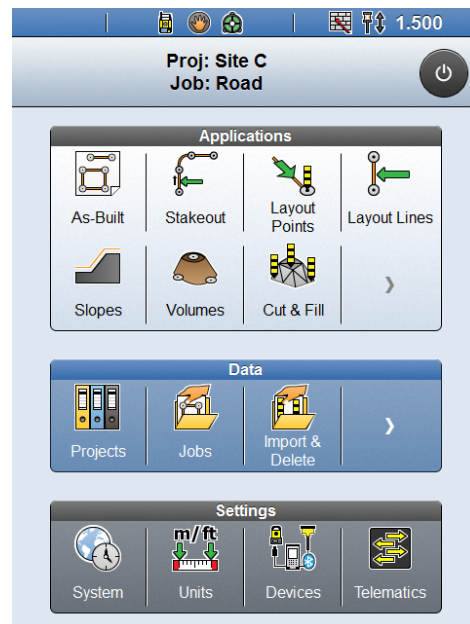 1.500
Proj: Site C
Job: Road
Applications
As-Built
Stakeout
Layout
Points
Layout Lines
Slopes
Volumes
Cut & Fill
Data
Projects
Jobs
Import &
Delete
Settings
m/ft
System
Units
Devices
Telematics